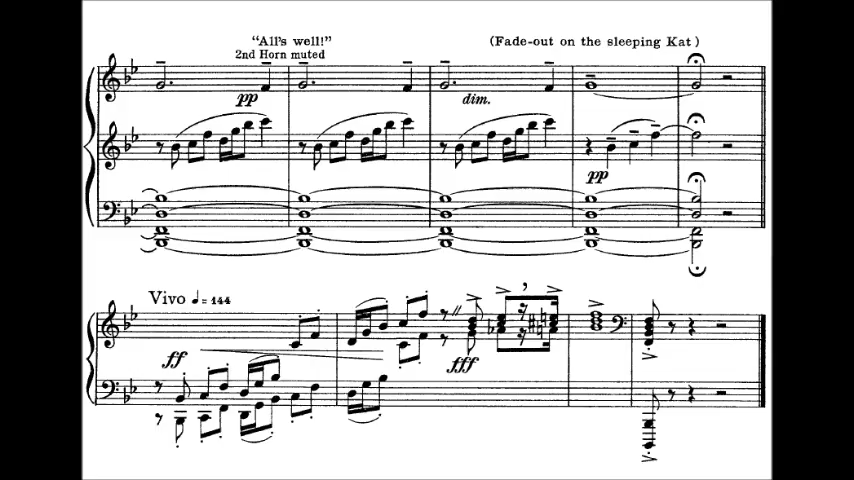 “All's well!”
(Fade-out on the sleeping Kat)
2nd Horn muted
pp
dim.
pp
Vivo ♩= 144
ff
fff